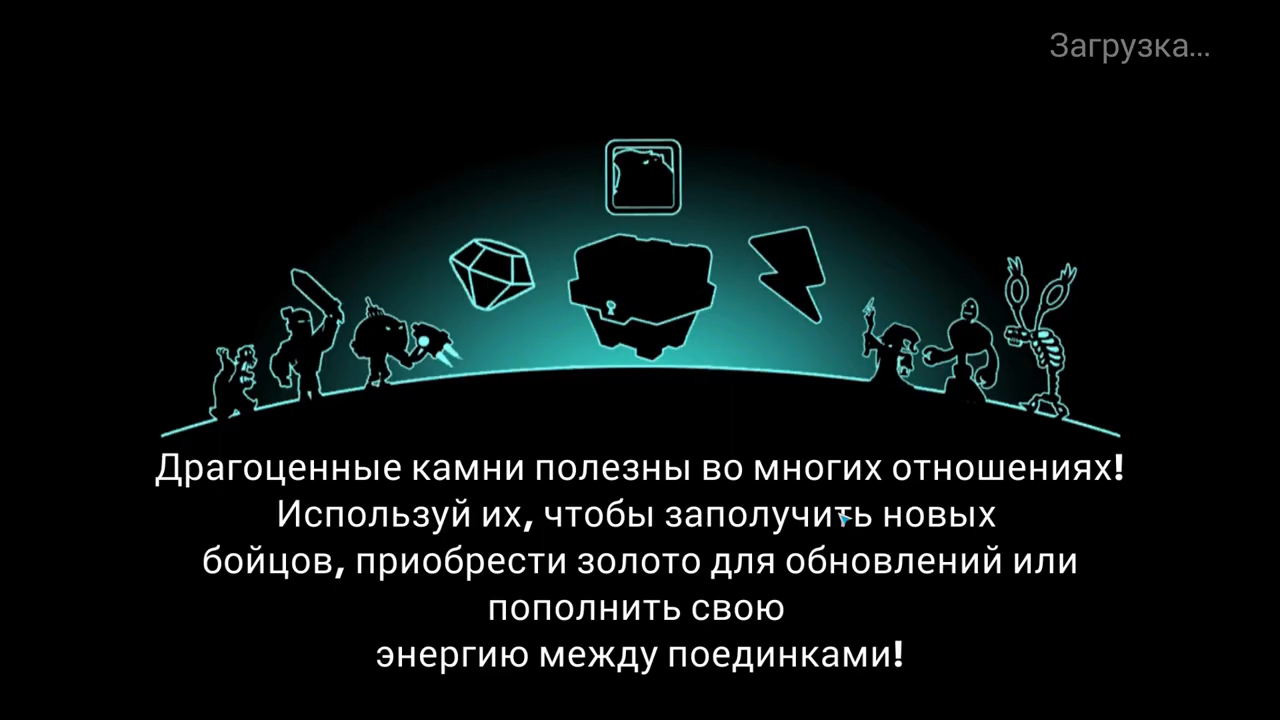 Загрузка...
Драгоценные камни полезны во многих отношениях!
Используй их, чтобы заполучить новых
бойцов, приобрести золото для обновлений или
пополнить свою
энергию между поединками!